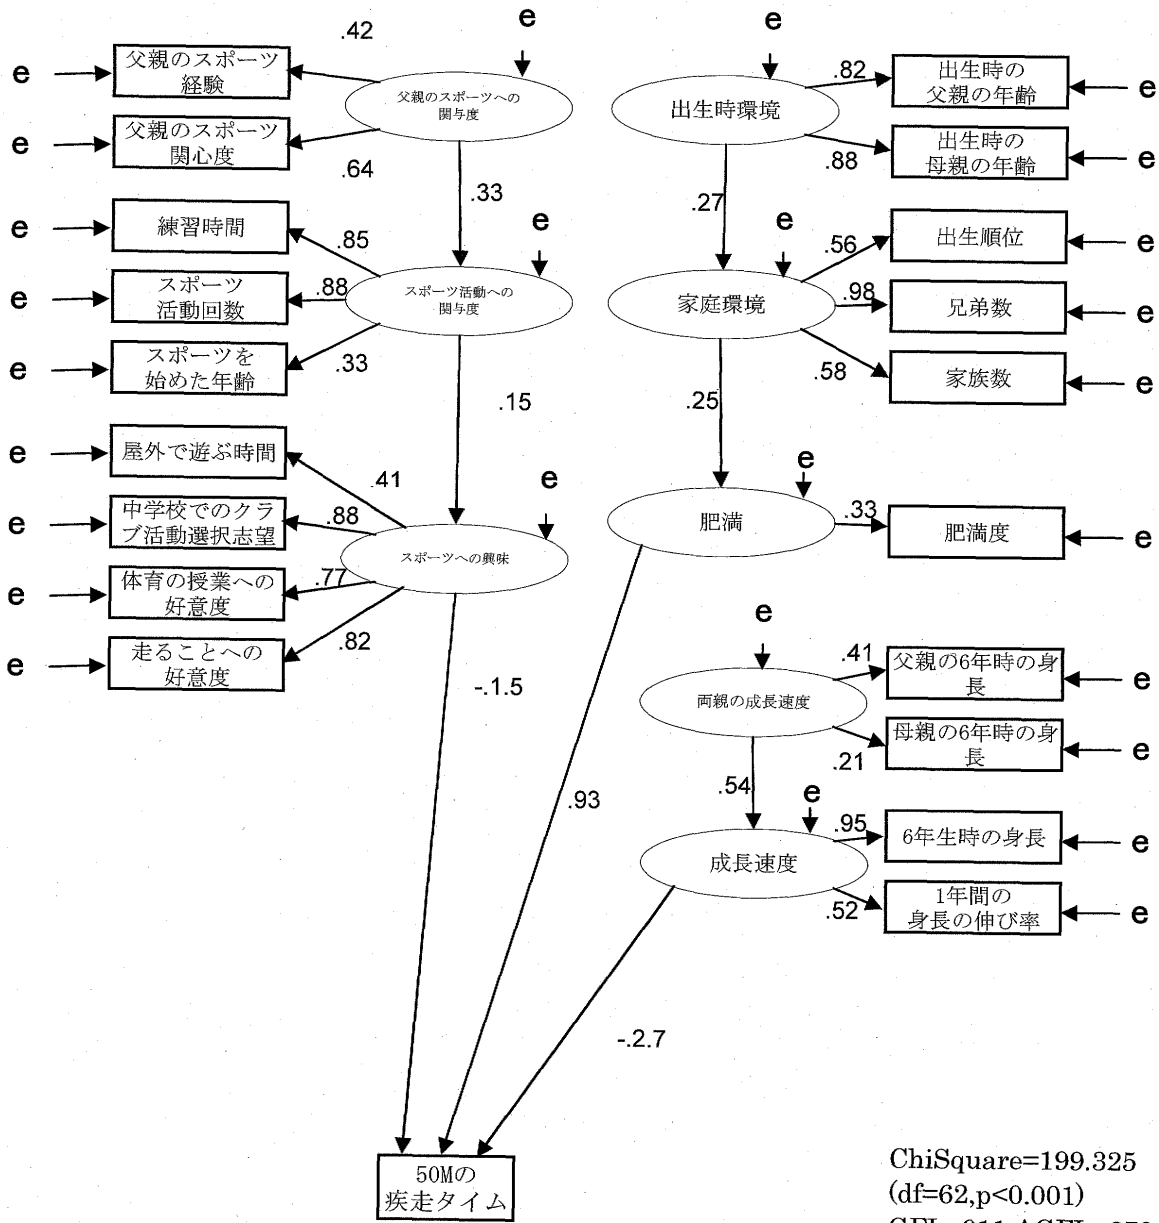 .42
e
e
e
父親のスポーツ
経験
父親のスポーツへの
関与度
.82
出生時の
父親の年齢
e
出生時環境
e
父親のスポーツ
関心度
.64
出生時の
母親の年齢
e
.88
.33
.27
e
練習時間
.85
e
e
.56
出生順位
e
e
スポーツ
活動回数
.88
スポーツ活動への
関与度
家庭環境
.98
兄弟数
e
e
スポーツを
始めた年齢
.33
.58
家族数
e
.15
.25
e
屋外で遊ぶ時間
.41
e
e
e
中学校でのクラ
ブ活動選択志望
.88
肥満
.33
肥満度
e
スポーツへの興味
e
体育の授業への
好意度
.77
e
走ることへの
好意度
.82
e
-.1.5
.41
父親の6年時の身
長
e
両親の成長速度
母親の6年時の身
長
e
.21
.54
.93
e
.95
6年生時の身長
e
成長速度
.52
1年間の
身長の伸び率
e
-.2.7
50Mの
疾走タイム
ChiSquare=199.325
(df=62,p<0.001)